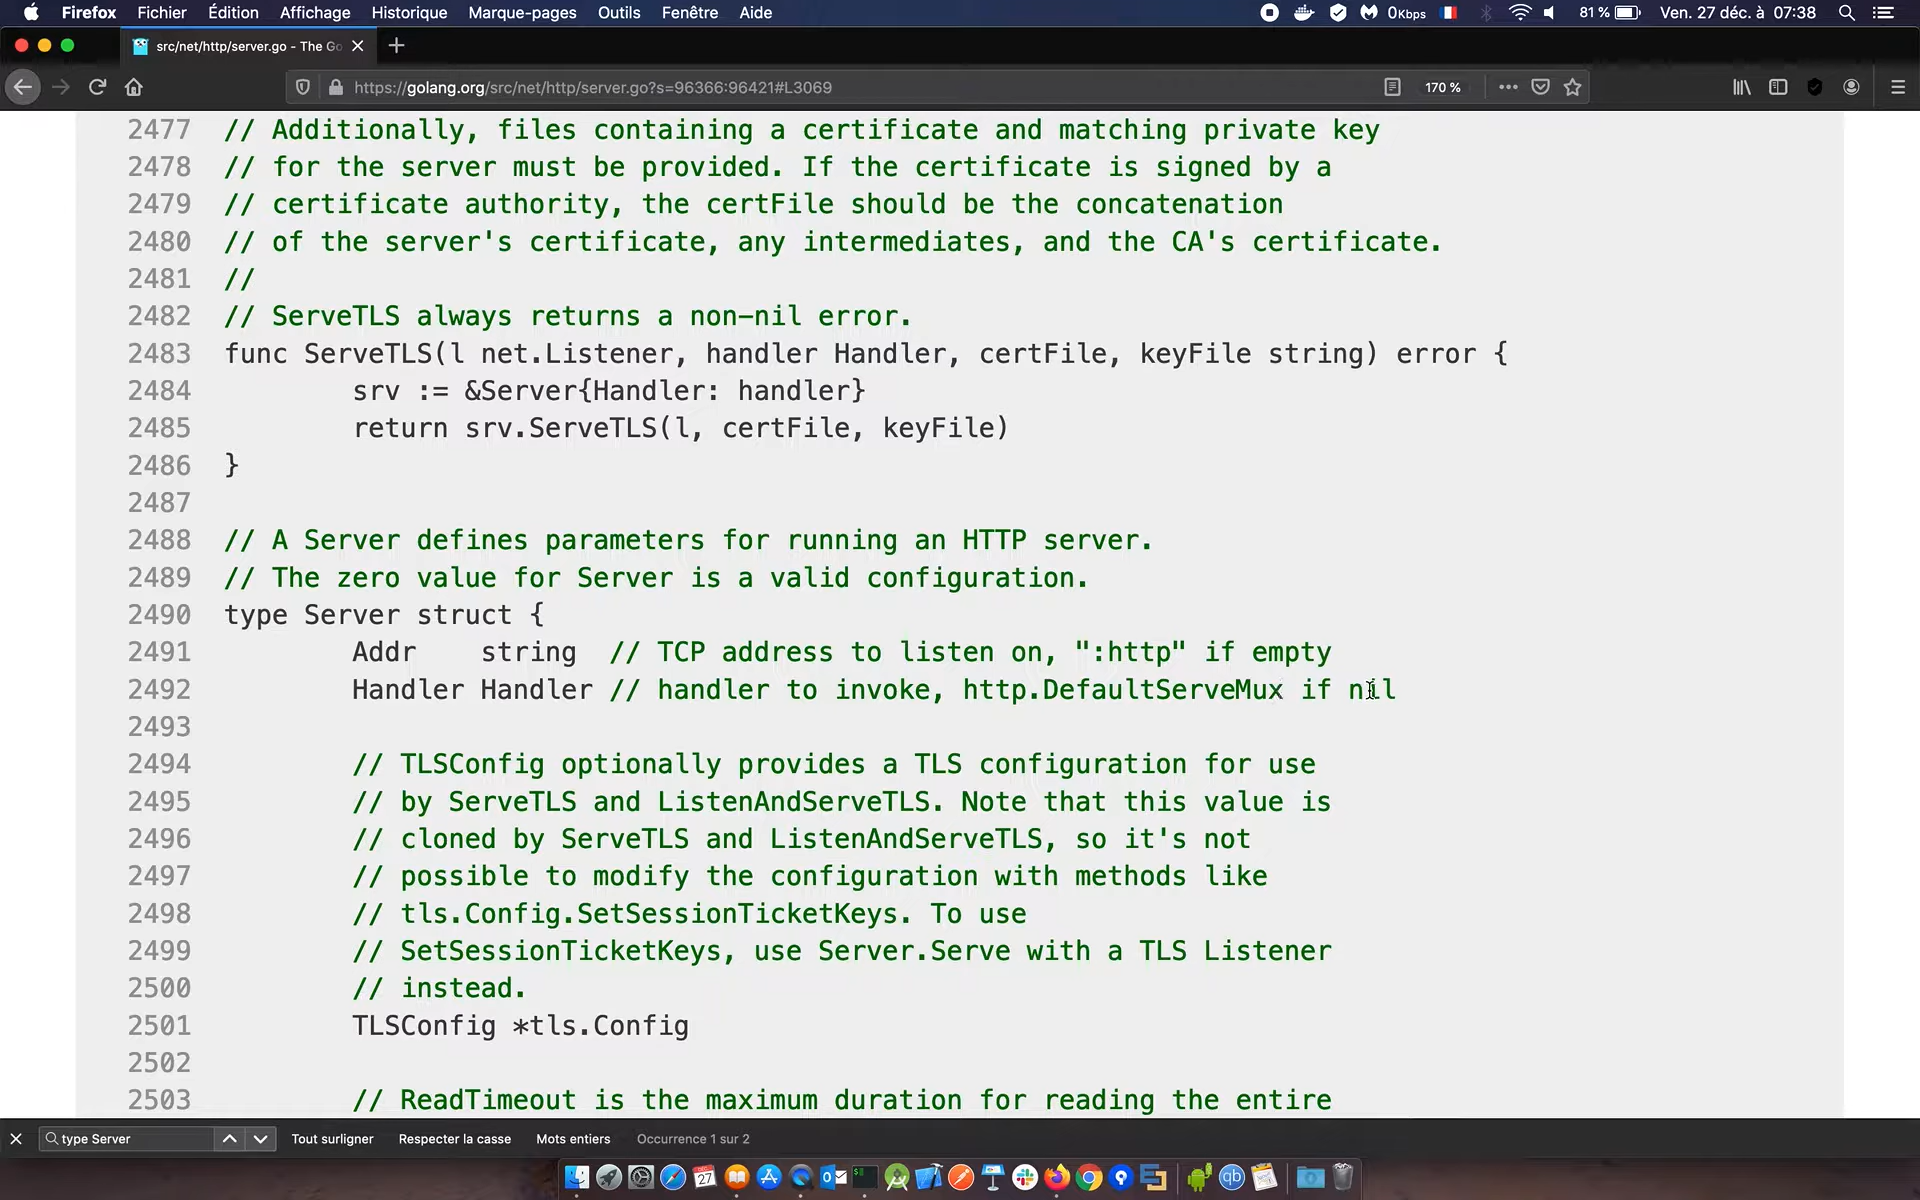 Firefox Fichier Édition Affichage Historique Marque-pages Outils Fenêtre Aide 0Kbps 81 % Ven. 27 déc. à 07:38
src/net/http/server.go - The Go
https://golang.org/src/net/http/server.go?s=96366:96421#L3069 170 %
2477 // Additionally, files containing a certificate and matching private key
2478 // for the server must be provided. If the certificate is signed by a
2479 // certificate authority, the certFile should be the concatenation
2480 // of the server's certificate, any intermediates, and the CA's certificate.
2481 //
2482 // ServeTLS always returns a non-nil error.
2483 func ServeTLS(l net.Listener, handler Handler, certFile, keyFile string) error {
2484 srv := &Server{Handler: handler}
2485 return srv.ServeTLS(l, certFile, keyFile)
2486 }
2487
2488 // A Server defines parameters for running an HTTP server.
2489 // The zero value for Server is a valid configuration.
2490 type Server struct {
2491 Addr string // TCP address to listen on, ":http" if empty
2492 Handler Handler // handler to invoke, http.DefaultServeMux if nil
2493
2494 // TLSConfig optionally provides a TLS configuration for use
2495 // by ServeTLS and ListenAndServeTLS. Note that this value is
2496 // cloned by ServeTLS and ListenAndServeTLS, so it's not
2497 // possible to modify the configuration with methods like
2498 // tls.Config.SetSessionTicketKeys. To use
2499 // SetSessionTicketKeys, use Server.Serve with a TLS Listener
2500 // instead.
2501 TLSConfig *tls.Config
2502
2503 // ReadTimeout is the maximum duration for reading the entire
type Server Tout surligner Respecter la casse Mots entiers Occurrence 1 sur 2
27 qb